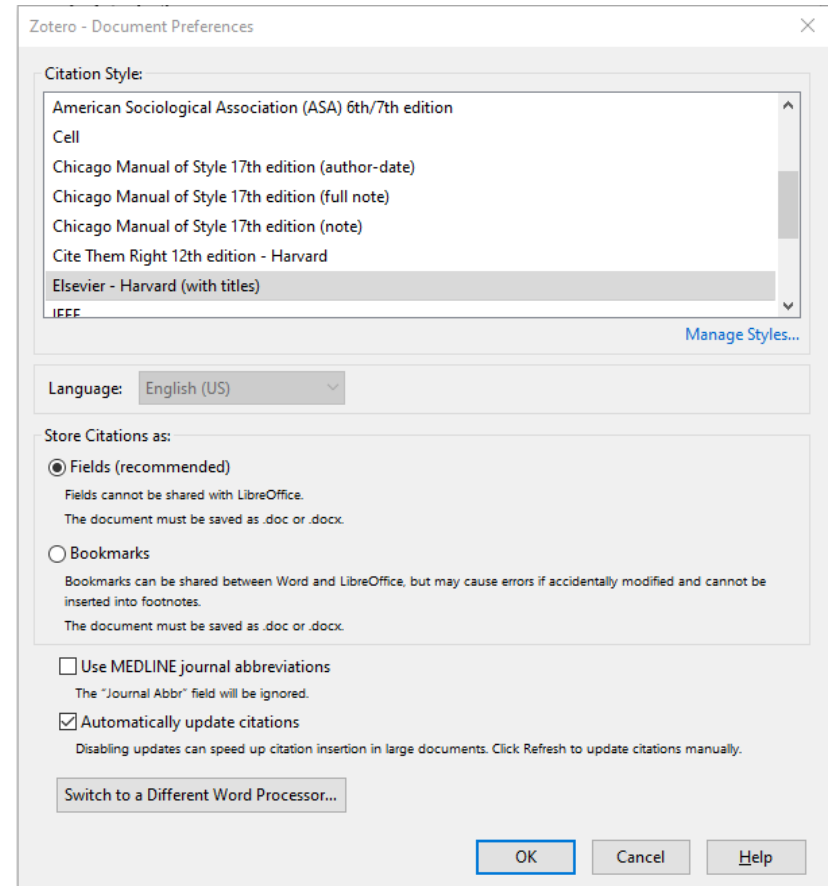 Zotero - Document Preferences
Citation Style:
American Sociological Association (ASA) 6th/7th edition
Cell
Chicago Manual of Style 17th edition (author-date)
Chicago Manual of Style 17th edition (full note)
Chicago Manual of Style 17th edition (note)
Cite Them Right 12th edition - Harvard
Elsevier - Harvard (with titles)
IEEE
Manage Styles...
Language: English (US)
Store Citations as:
Fields (recommended)
Fields cannot be shared with LibreOffice.
The document must be saved as .doc or .docx.
Bookmarks
Bookmarks can be shared between Word and LibreOffice, but may cause errors if accidentally modified and cannot be
inserted into footnotes.
The document must be saved as .doc or .docx.
Use MEDLINE journal abbreviations
The "Journal Abbr" field will be ignored.
Automatically update citations
Disabling updates can speed up citation insertion in large documents. Click Refresh to update citations manually.
Switch to a Different Word Processor...
OK Cancel Help